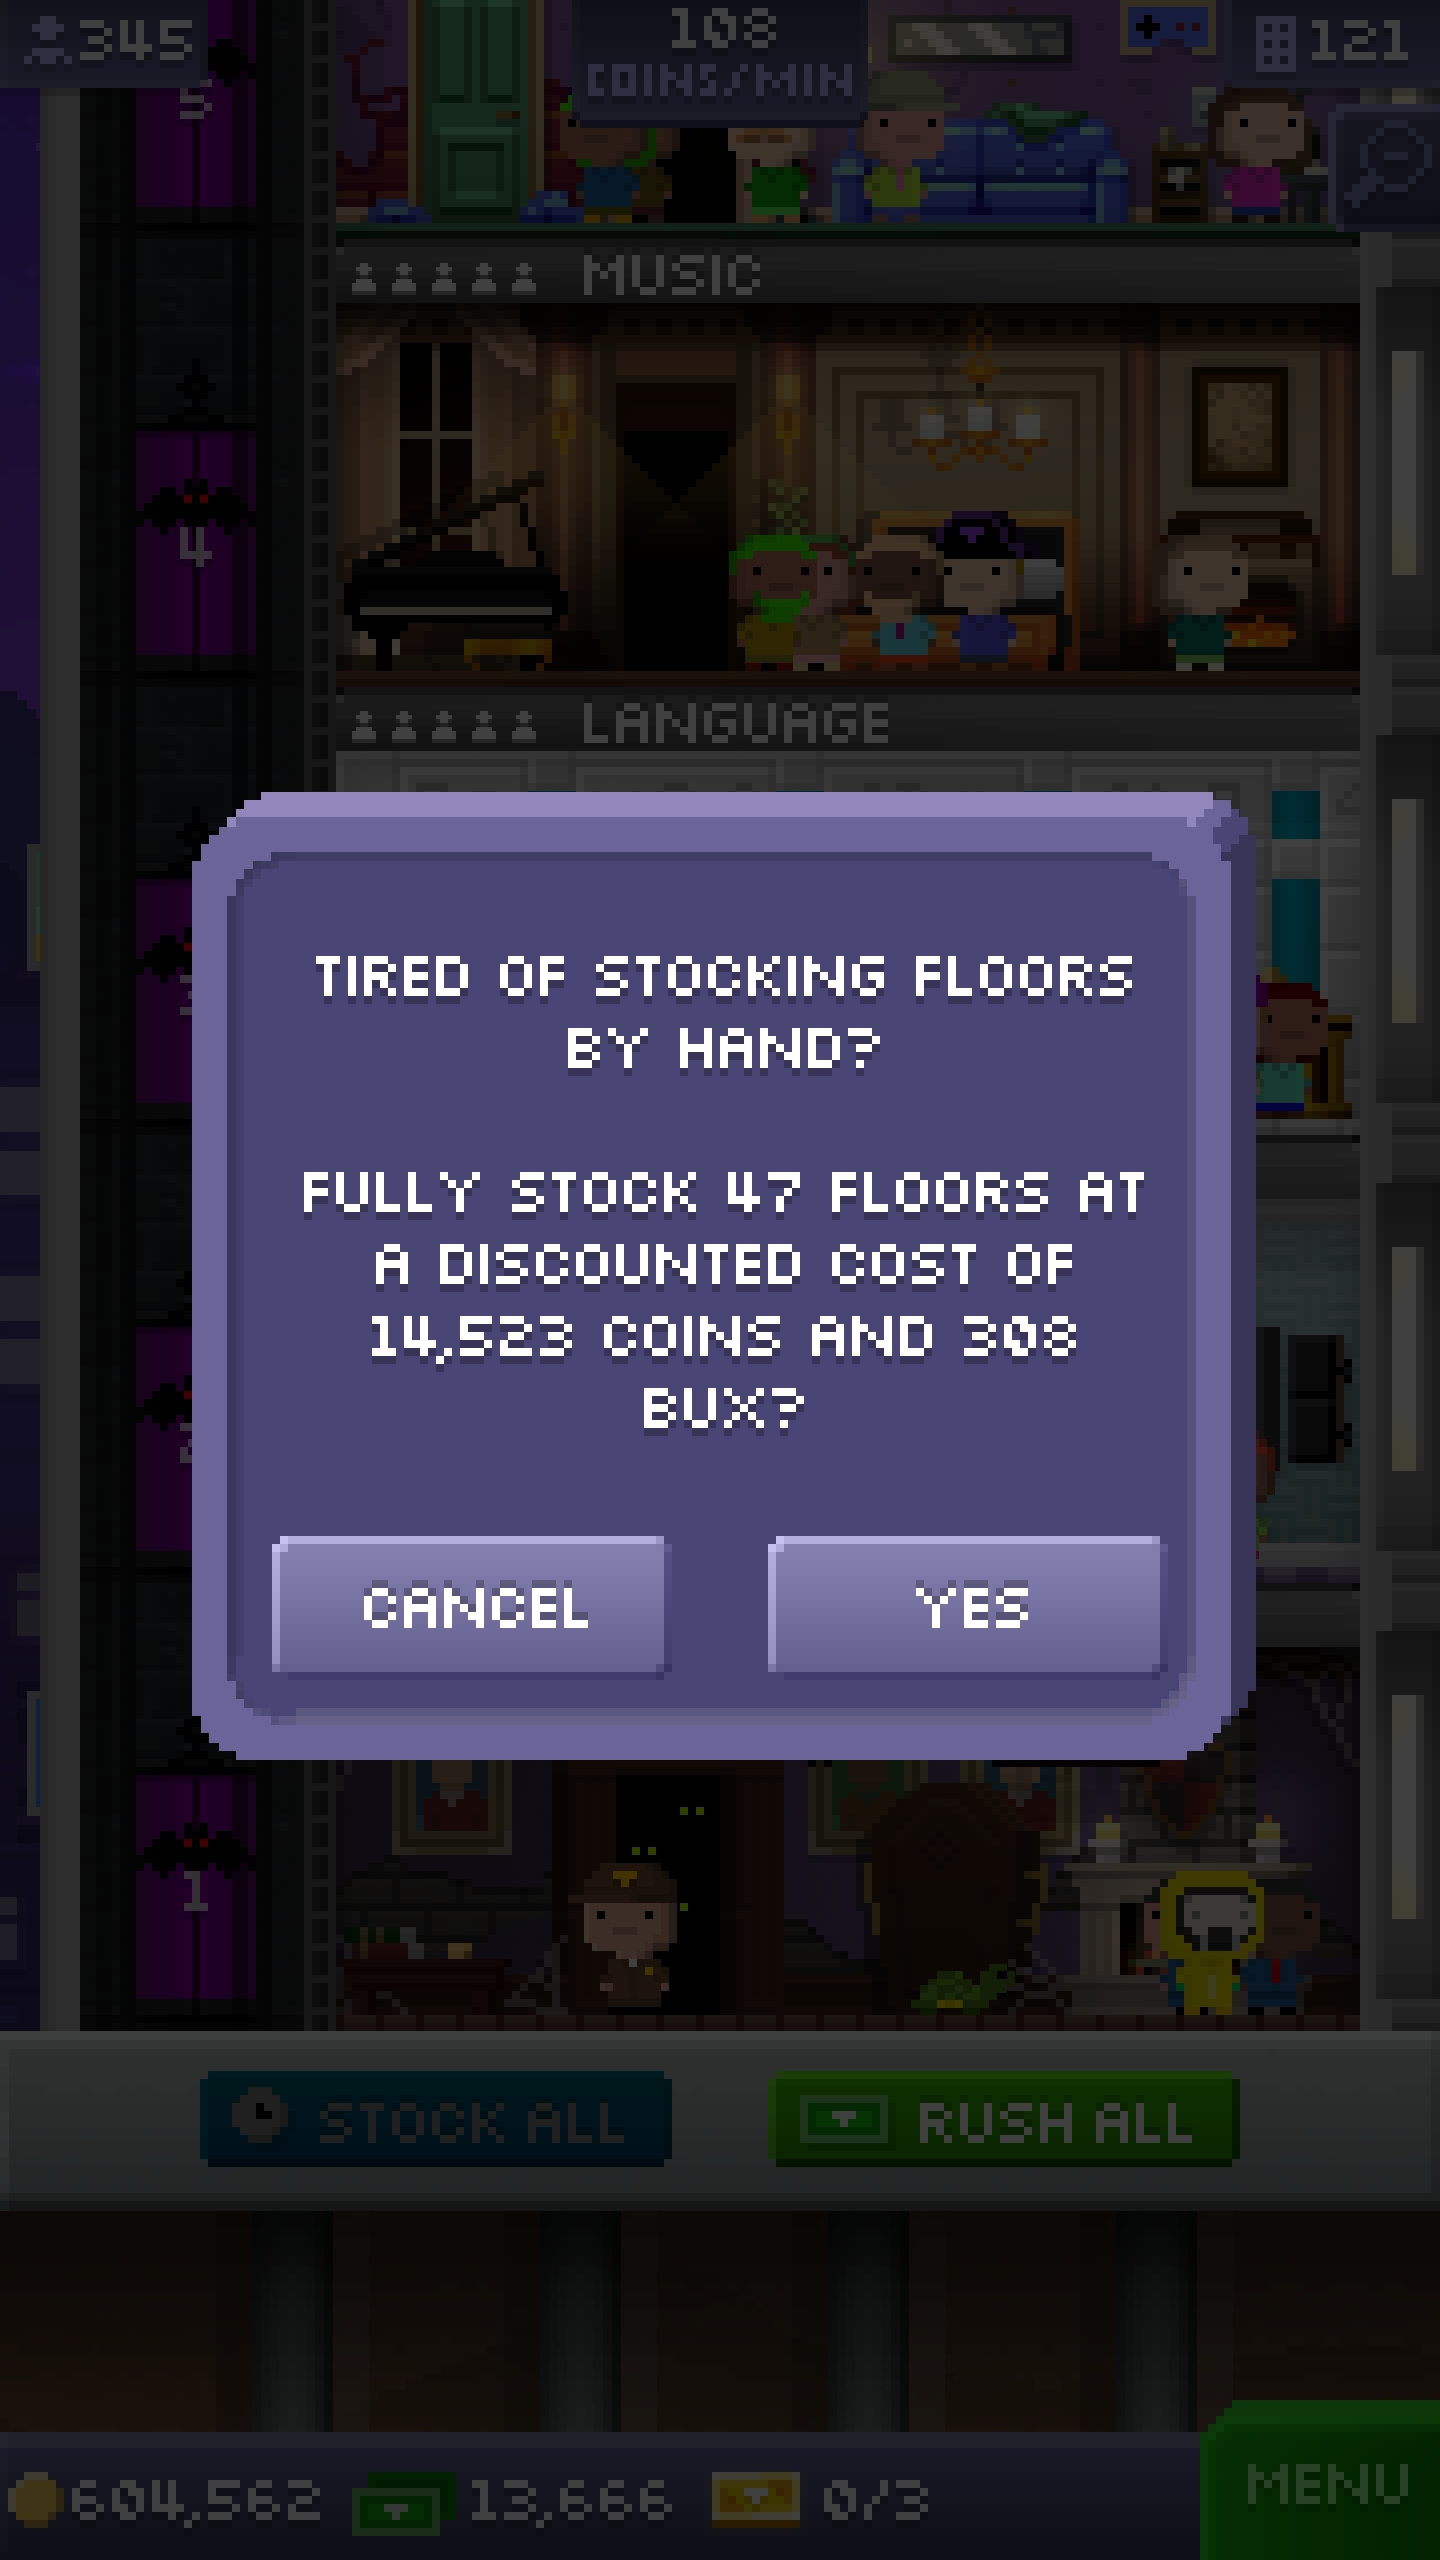 345
108
COINS/MIN
121
5
MUSIC
4
LANGUAGE
TIRED OF STOCKING FLOORS
BY HAND?
FULLY STOCK 47 FLOORS AT
A DISCOUNTED COST OF
14,523 COINS AND 308
BUX?
CANCEL
YES
1
STOCK ALL
RUSH ALL
604,562
13,666
0/3
MENU